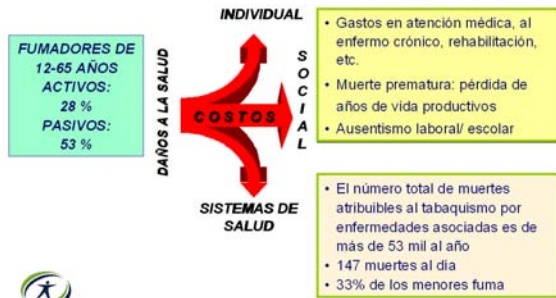 INDIVIDUAL
FUMADORES DE
12-65 AÑOS
ACTIVOS:
28 %
PASIVOS:
53 %
DAÑOS A LA SALUD
COSTOS
SOCIAL
SISTEMAS DE
SALUD
• Gastos en atención médica, al
enfermo crónico, rehabilitación,
etc.
• Muerte prematura: pérdida de
años de vida productivos
• Ausentismo laboral/ escolar
• El número total de muertes
atribuibles al tabaquismo por
enfermedades asociadas es de
más de 53 mil al año
• 147 muertes al día
• 33% de los menores fuma